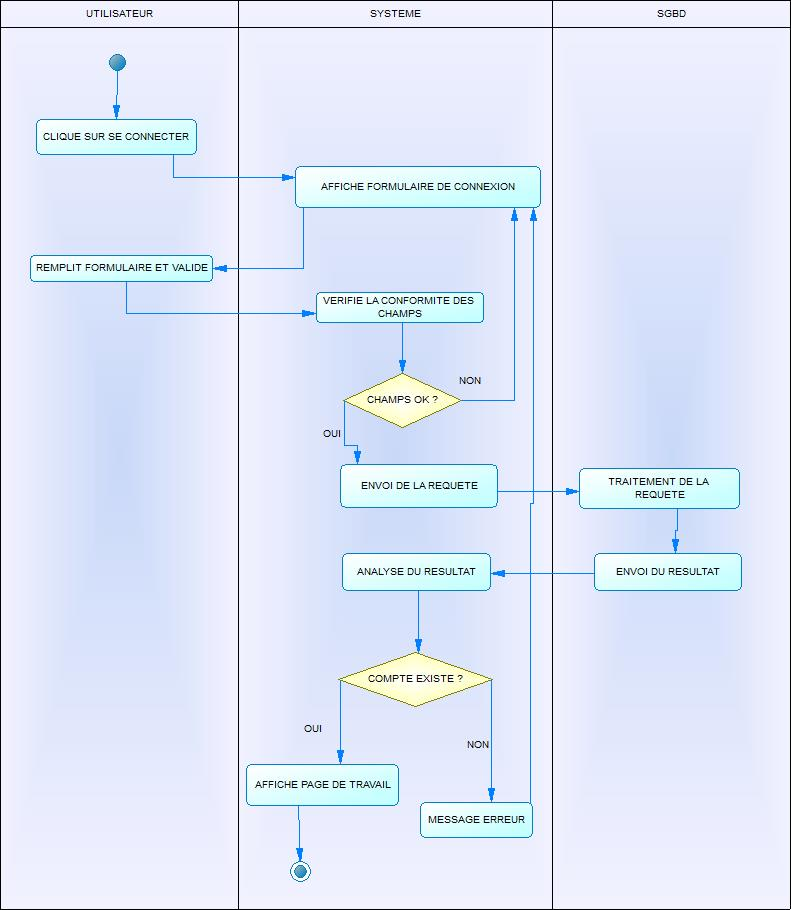 UTILISATEUR
SYSTEME
SGBD
CLIQUE SUR SE CONNECTER
AFFICHE FORMULAIRE DE CONNEXION
REMPLIT FORMULAIRE ET VALIDE
VERIFIE LA CONFORMITE DES
CHAMPS
NON
CHAMPS OK ?
OUI
ENVOI DE LA REQUETE
TRAITEMENT DE LA
REQUETE
ANALYSE DU RESULTAT
ENVOI DU RESULTAT
COMPTE EXISTE ?
OUI
NON
AFFICHE PAGE DE TRAVAIL
MESSAGE ERREUR